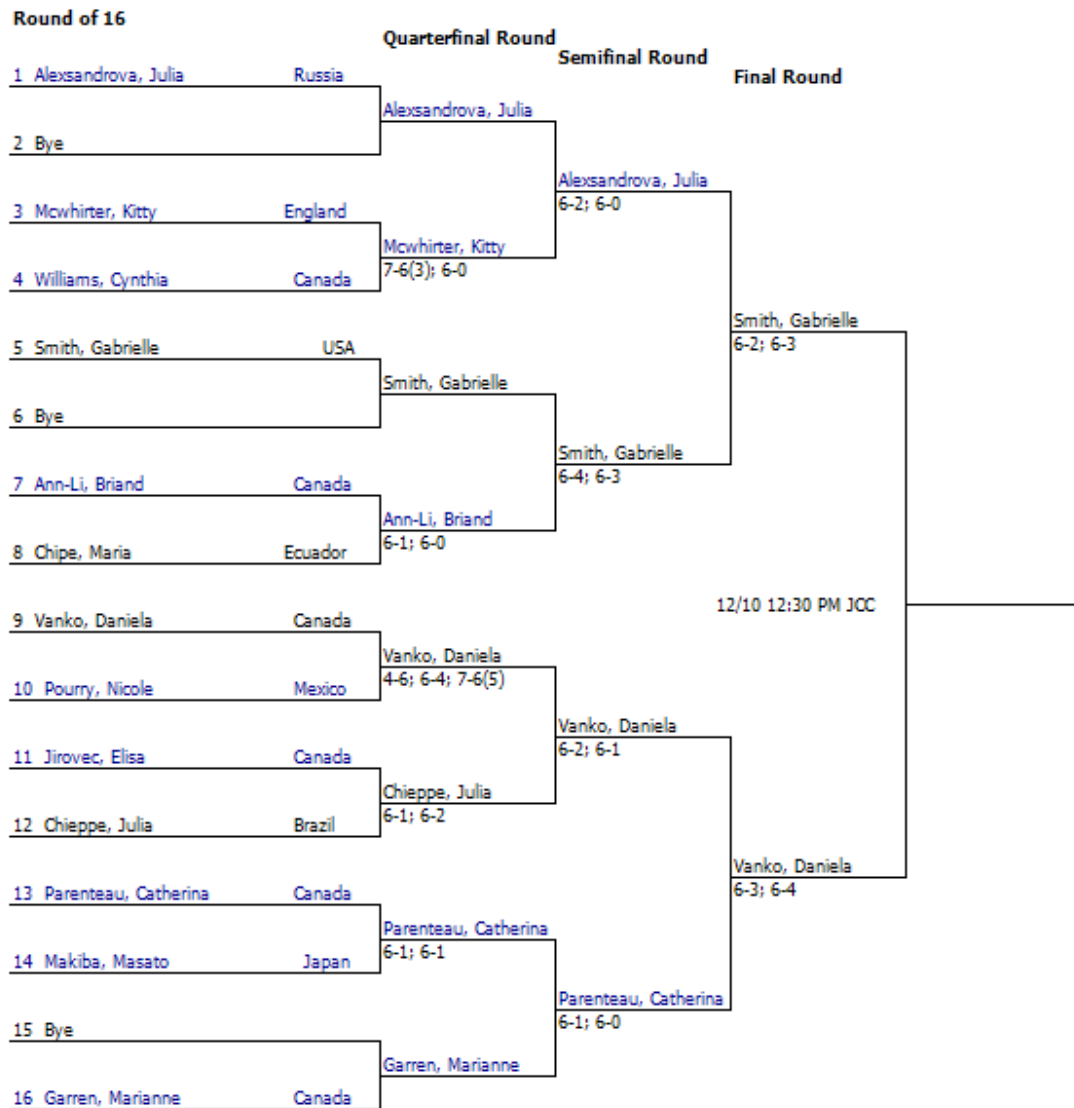 Round of 16
Quarterfinal Round
Semifinal Round
Final Round
1 Alexsandrova, Julia Russia
Alexsandrova, Julia
2 Bye
Alexsandrova, Julia
6-2; 6-0
3 Mcwhirter, Kitty England
Mcwhirter, Kitty
7-6(3); 6-0
4 Williams, Cynthia Canada
Smith, Gabrielle
6-2; 6-3
5 Smith, Gabrielle USA
Smith, Gabrielle
6 Bye
Smith, Gabrielle
6-4; 6-3
7 Ann-Li, Briand Canada
Ann-Li, Briand
6-1; 6-0
8 Chipe, Maria Ecuador
12/10 12:30 PM JCC
9 Vanko, Daniela Canada
Vanko, Daniela
4-6; 6-4; 7-6(5)
10 Pourry, Nicole Mexico
Vanko, Daniela
6-2; 6-1
11 Jirovec, Elisa Canada
Chieppe, Julia
6-1; 6-2
12 Chieppe, Julia Brazil
Vanko, Daniela
6-3; 6-4
13 Parenteau, Catherina Canada
Parenteau, Catherina
6-1; 6-1
14 Makiba, Masato Japan
Parenteau, Catherina
6-1; 6-0
15 Bye
Garren, Marianne
16 Garren, Marianne Canada